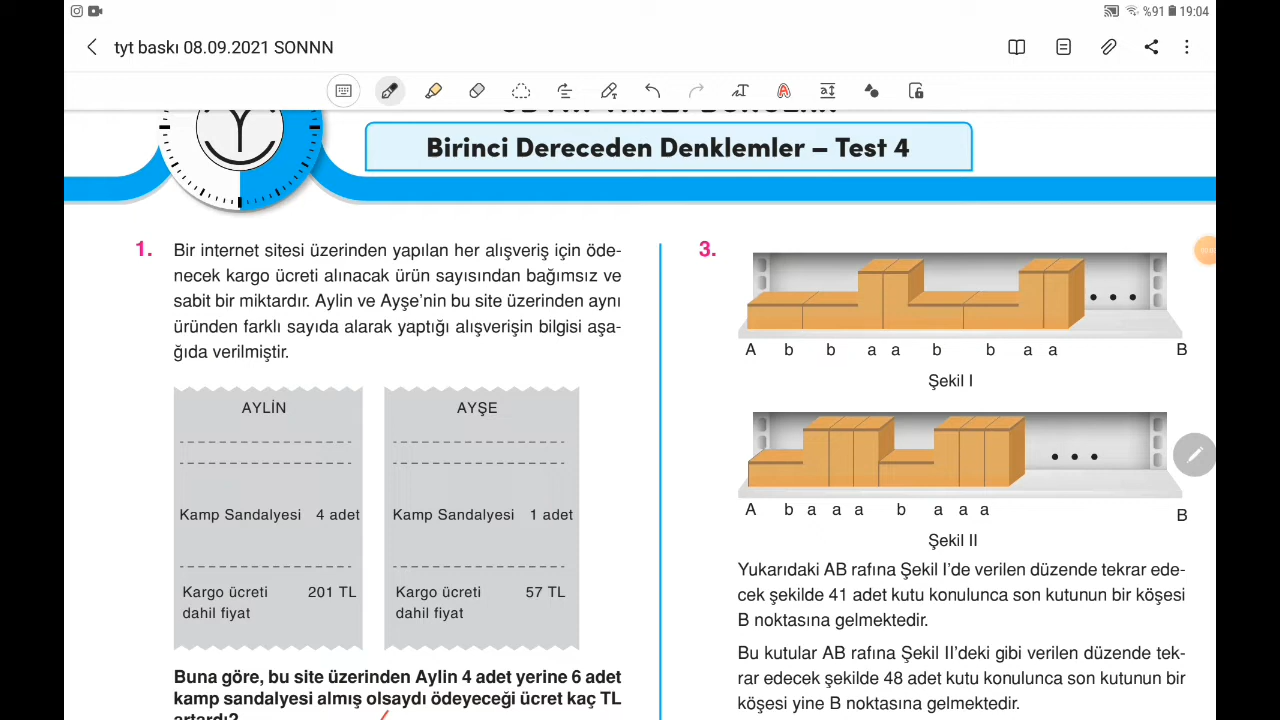 %91 19:04
tyt baskı 08.09.2021 SONNN
Birinci Dereceden Denklemler – Test 4
1. Bir internet sitesi üzerinden yapılan her alışveriş için öde-
necek kargo ücreti alınacak ürün sayısından bağımsız ve
sabit bir miktardır. Aylin ve Ayşe'nin bu site üzerinden aynı
üründen farklı sayıda alarak yaptığı alışverişin bilgisi aşa-
ğıda verilmiştir.
AYLİN
Kamp Sandalyesi 4 adet
Kargo ücreti 201 TL
dahil fiyat
AYŞE
Kamp Sandalyesi 1 adet
Kargo ücreti 57 TL
dahil fiyat
Buna göre, bu site üzerinden Aylin 4 adet yerine 6 adet
kamp sandalyesi almış olsaydı ödeyeceği ücret kaç TL
artardı?
3.
A b b a a b b a a B
Şekil I
A b a a a b a a a B
Şekil II
Yukarıdaki AB rafına Şekil I'de verilen düzende tekrar ede-
cek şekilde 41 adet kutu konulunca son kutunun bir köşesi
B noktasına gelmektedir.
Bu kutular AB rafına Şekil II'deki gibi verilen düzende tek-
rar edecek şekilde 48 adet kutu konulunca son kutunun bir
köşesi yine B noktasına gelmektedir.